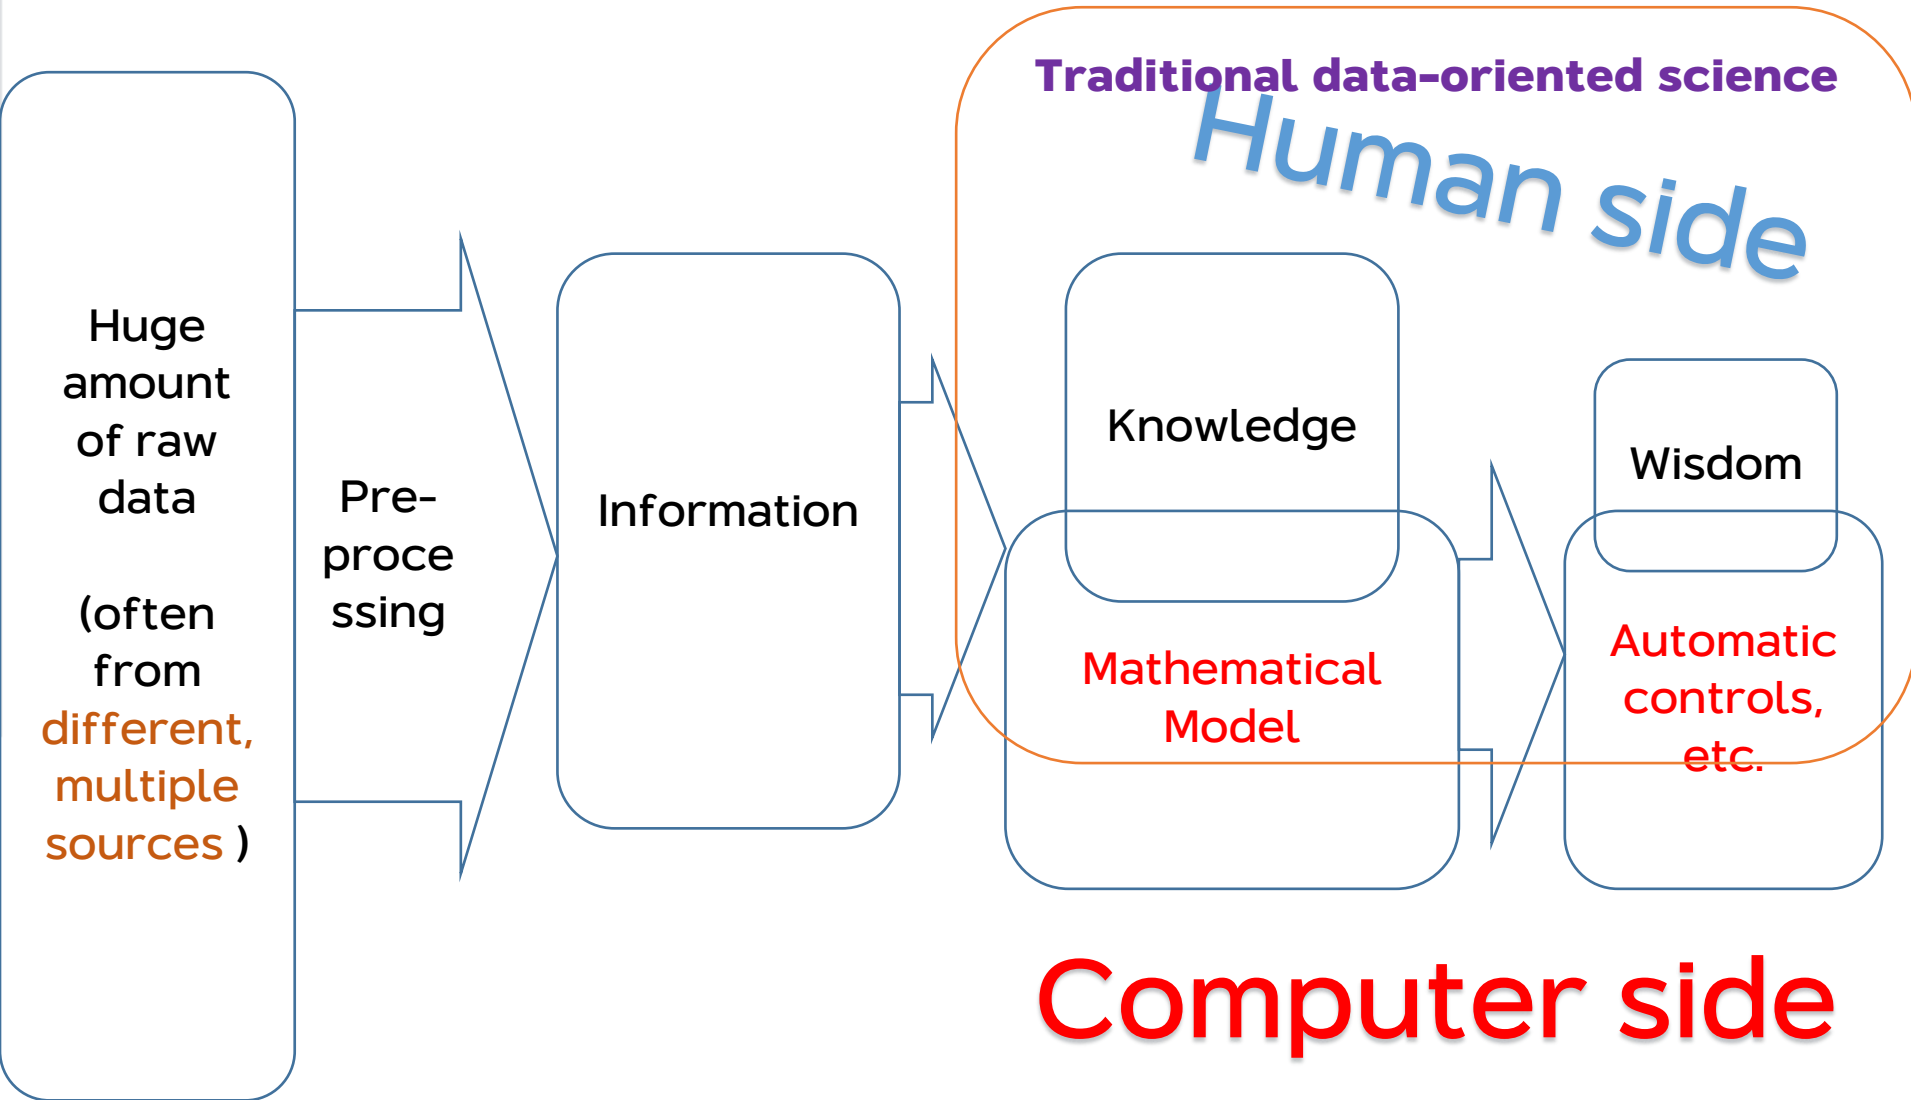 Traditional data-oriented science
Human side
Huge
amount
of raw
data
(often
from
different,
multiple
sources )
Pre-
proce
ssing
Information
Knowledge
Mathematical
Model
Wisdom
Automatic
controls,
etc.
Computer side